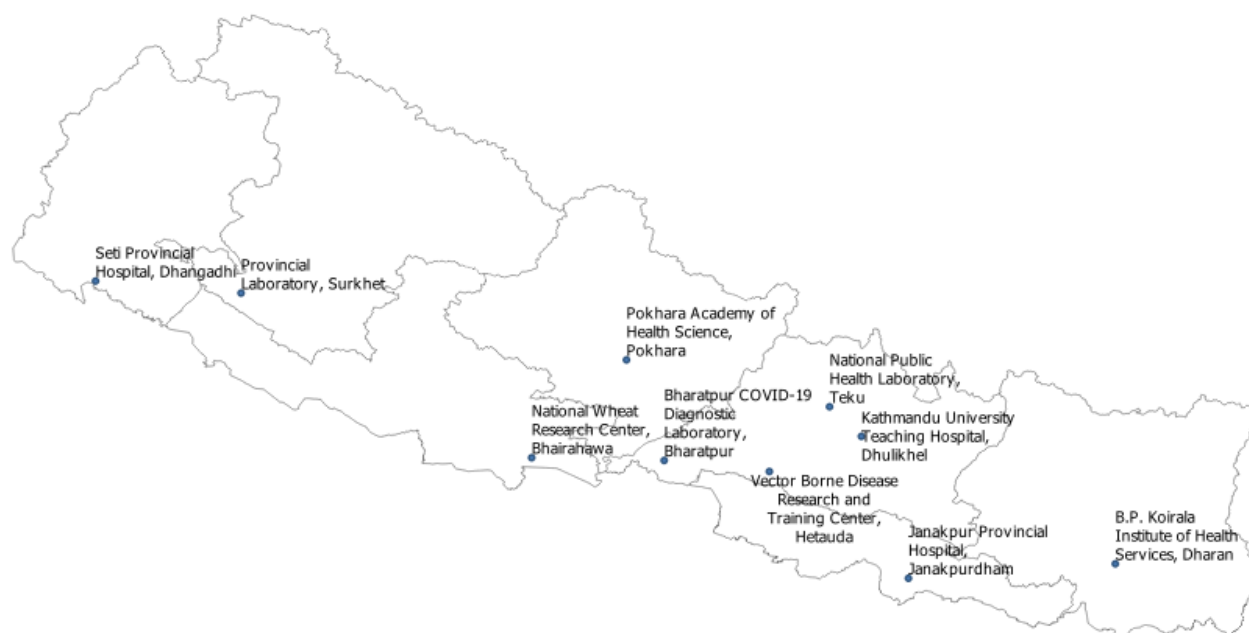 Seti Provincial
Hospital, Dhangadhi
Provincial
Laboratory, Surkhet
Pokhara Academy of
Health Science,
Pokhara
National Public
Health Laboratory,
Teku
Bharatpur COVID-19
Diagnostic
Laboratory,
Bharatpur
National Wheat
Research Center,
Bhairahawa
Kathmandu University
Teaching Hospital,
Dhulikhel
Vector Borne Disease
Research and
Training Center,
Hetauda
Janakpur Provincial
Hospital,
Janakpurdham
B.P. Koirala
Institute of Health
Services, Dharan